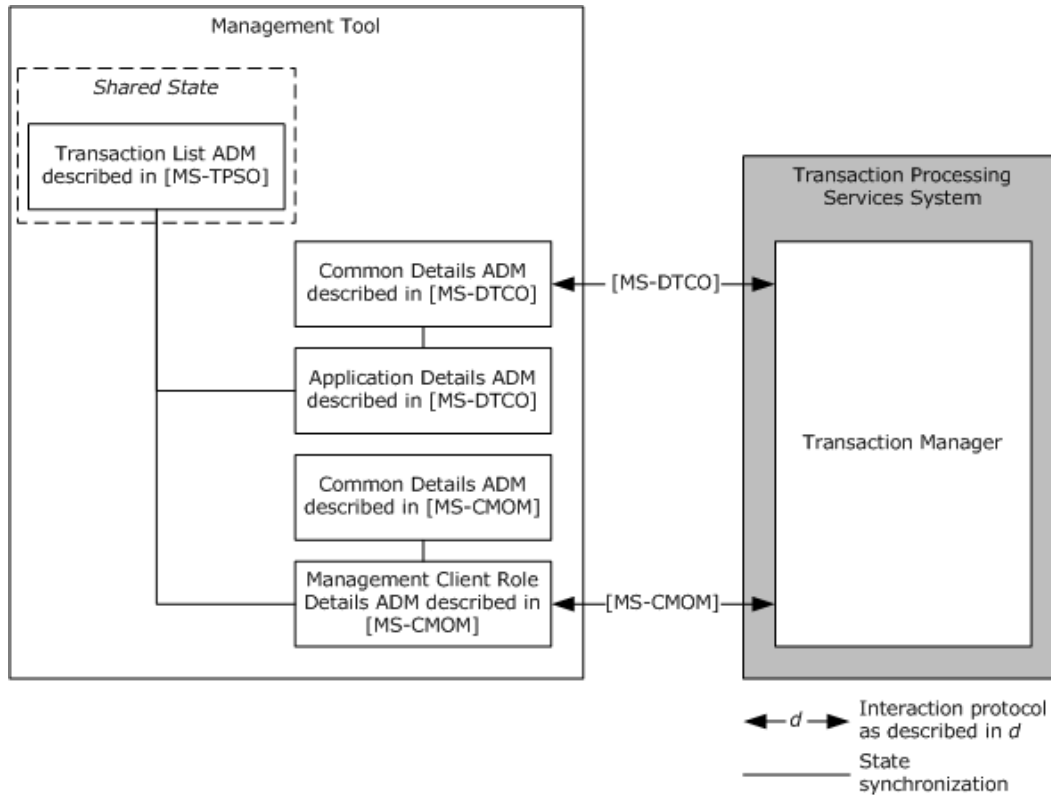 Management Tool
Shared State
Transaction List ADM
described in [MS-TPSO]
Transaction Processing
Services System
Common Details ADM
described in [MS-DTCO]
[MS-DTCO]
Application Details ADM
described in [MS-DTCO]
Transaction Manager
Common Details ADM
described in [MS-CMOM]
Management Client Role
Details ADM described in
[MS-CMOM]
[MS-CMOM]
d
Interaction protocol
as described in d
State
synchronization